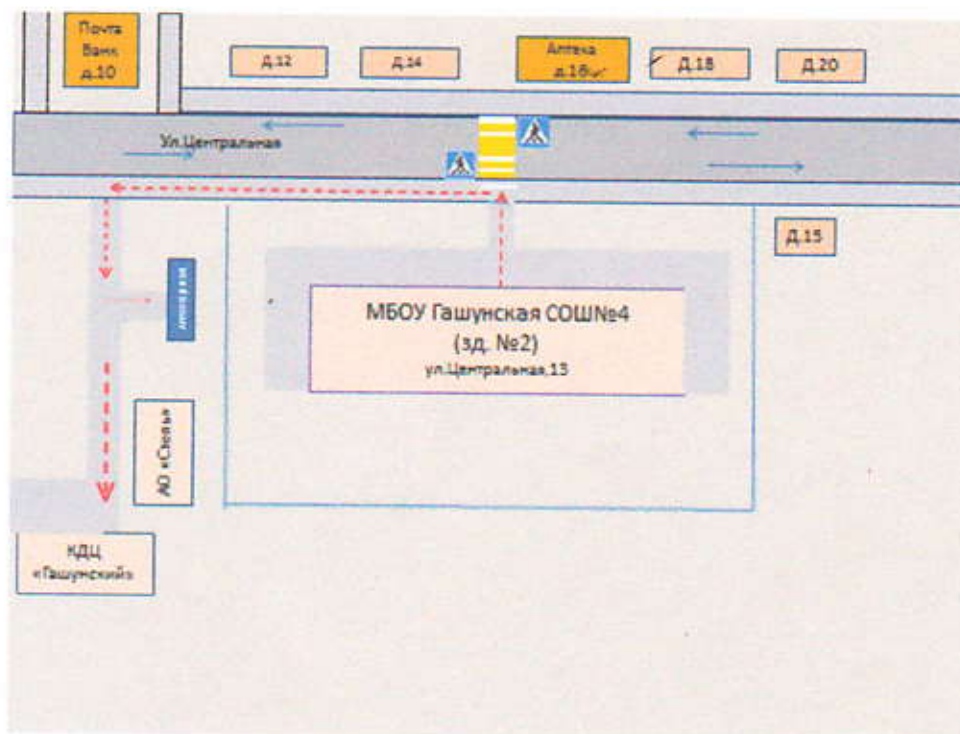 Почта
Банк
д.10
Д.12
Д.14
Аптека
д.16
Д.18
Д.20
Ул.Центральная
Д.15
МБОУ Гашунская СОШ№4
(зд. №2)
ул.Центральная,13
АО
КДЦ
«Гашунский»